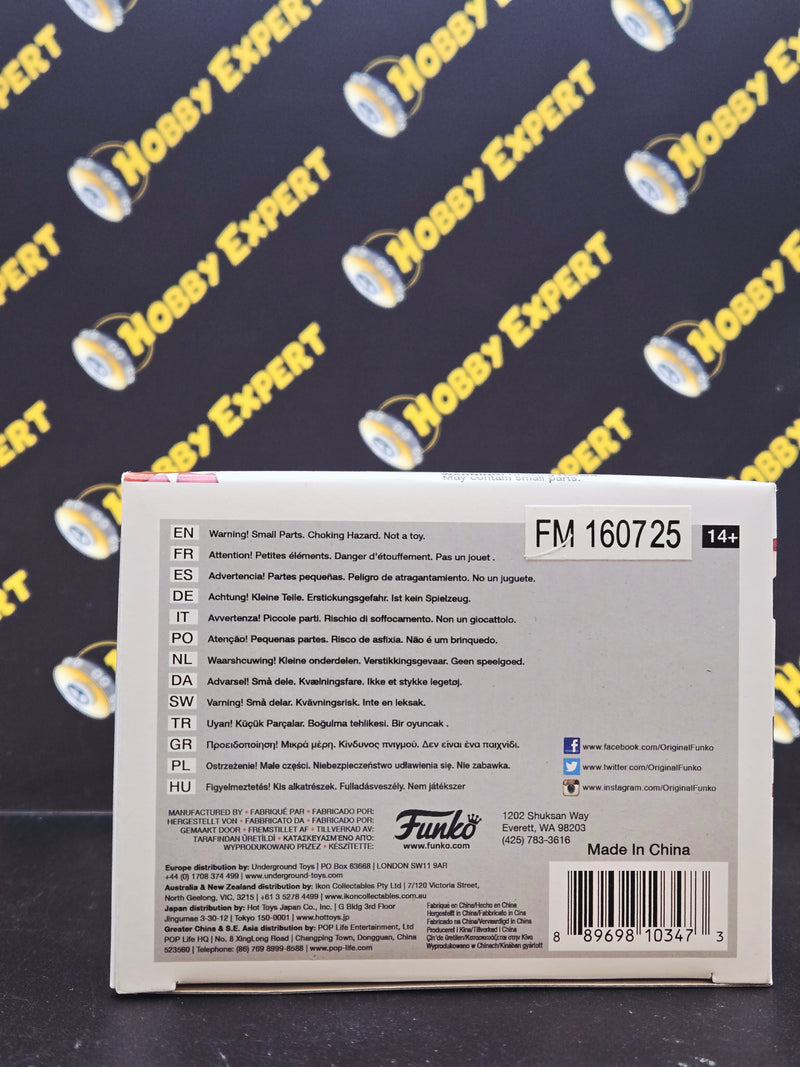 HOBBY EXPERT
May contain small parts.
FM 160725
14+
EN Warning! Small Parts. Choking Hazard. Not a toy.
FR Attention! Petites éléments. Danger d'étouffement. Pas un jouet .
ES Advertencia! Partes pequeñas. Peligro de atragantamiento. No un juguete.
DE Achtung! Kleine Teile. Erstickungsgefahr. Ist kein Spielzeug.
IT Avvertenza! Piccole parti. Rischio di soffocamento. Non un giocattolo.
PO Atenção! Pequenas partes. Risco de asfixia. Não é um brinquedo.
NL Waarshcuwing! Kleine onderdelen. Verstikkingsgevaar. Geen speelgoed.
DA Advarsel! Små dele. Kvælningsfare. Ikke et stykke legetøj.
SW Varning! Små delar. Kvävningsrisk. Inte en leksak.
TR Uyarı! Küçük Parçalar. Boğulma tehlikesi. Bir oyuncak .
GR Προειδοποίηση! Μικρά μέρη. Κίνδυνος πνιγμού. Δεν είναι ένα παιχνίδι.
PL Ostrzeżenie! Małe części. Niebezpieczeństwo udławienia się. Nie zabawka.
HU Figyelmeztetés! Kis alkatrészek. Fulladásveszély. Nem játékszer
www.facebook.com/OriginalFunko
www.twitter.com/OriginalFunko
www.instagram.com/OriginalFunko
MANUFACTURED BY • FABRIQUÉ PAR • FABRICADO POR:
HERGESTELLT VON • FABBRICATO DA • FABRICADO POR:
GEMAAKT DOOR • FREMSTILLET AF • TILLVERKAD AV:
TARAFINDAN ÜRETİLDİ • ΚΑΤΑΣΚΕΥΑΣΜΈΝΟ ΑΠΌ:
WYPRODUKOWANO PRZEZ • KÉSZÍTETTE:
Funko
www.funko.com
1202 Shuksan Way
Everett, WA 98203
(425) 783-3616
Made In China
Europe distribution by: Underground Toys | PO Box 63668 | LONDON SW11 9AR
+44 (0) 1708 374 499 | www.underground-toys.com
Australia & New Zealand distribution by: Ikon Collectables Pty Ltd | 7/120 Victoria Street,
North Geelong, VIC, 3215 | +61 3 5278 4499 | www.ikoncollectables.com.au
Japan distribution by: Hot Toys Japan Co., Inc. | G Bldg 3rd Floor
Jingumae 3-30-12 | Tokyo 150-0001 | www.hottoys.jp
Greater China & S.E. Asia distribution by: POP Life Entertainment, Ltd
POP Life HQ | No. 8 XingLong Road | Changping Town, Dongguan, China
523560 | Telephone: (86) 769 8999-8588 | www.pop-life.com
Fabriqué en China/Hecho en China
Hergestellt in China/Fabbricato in Cina
Fabricado na China/Vervaardigd in China
Produceret i Kina/Tillverkad i China
Çin'de üretilen/Κατασκευάζεται στην Κίνα
Wyprodukowano w Chinach/Kínában gyártott
8 89698 10347 3